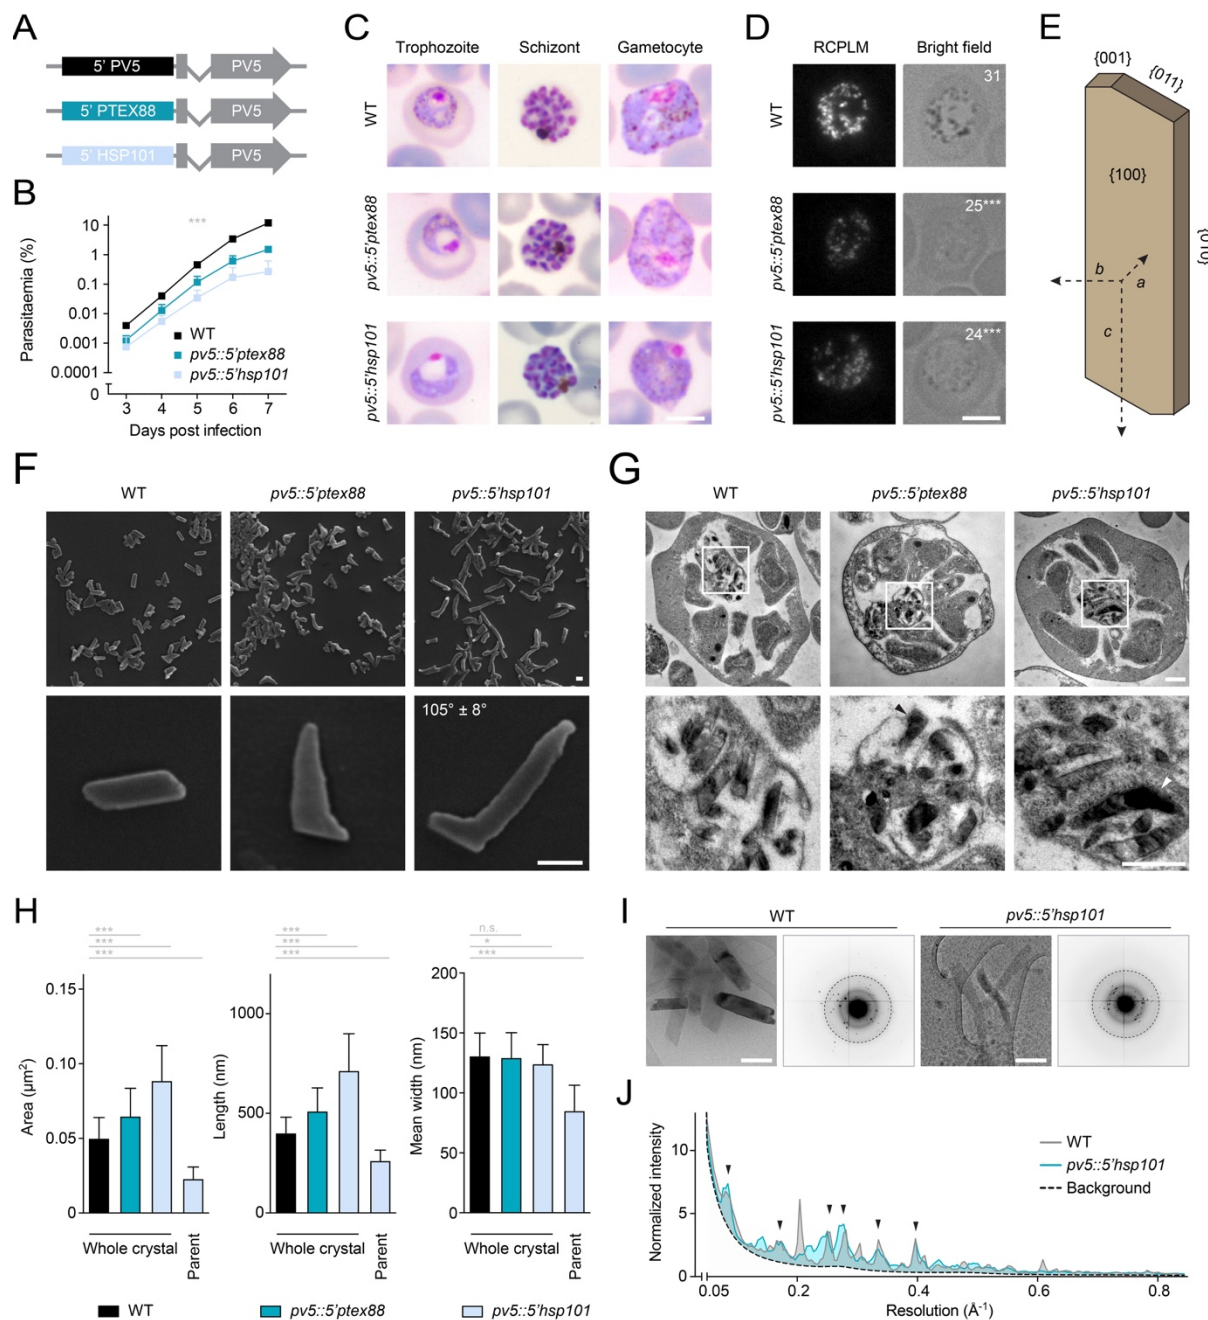 A
5' PV5 PV5
5' PTEX88 PV5
5' HSP101 PV5
B
***
Parasitaemia (%)
10
1
0.1
0.01
0.001
0.0001
0
WT
pv5::5'ptex88
pv5::5'hsp101
3 4 5 6 7
Days post infection
C
Trophozoite Schizont Gametocyte
WT
pv5::5'ptex88
pv5::5'hsp101
D
RCPLM Bright field
WT
31
pv5::5'ptex88
25***
pv5::5'hsp101
24***
E
{001}
{011}
{100}
{010}
b
a
c
F
WT pv5::5'ptex88 pv5::5'hsp101
105° ± 8°
G
WT pv5::5'ptex88 pv5::5'hsp101
H
***
***
***
Area (µm²)
0.15
0.10
0.05
0
Whole crystal
Parent
***
***
***
Length (nm)
1000
500
0
Whole crystal
Parent
n.s.
*
***
Mean width (nm)
200
150
100
50
0
Whole crystal
Parent
WT pv5::5'ptex88 pv5::5'hsp101
I
WT pv5::5'hsp101
J
Normalized intensity
10
5
0
WT
pv5::5'hsp101
Background
0.05 0.2 0.4 0.6 0.8
Resolution (Å⁻¹)